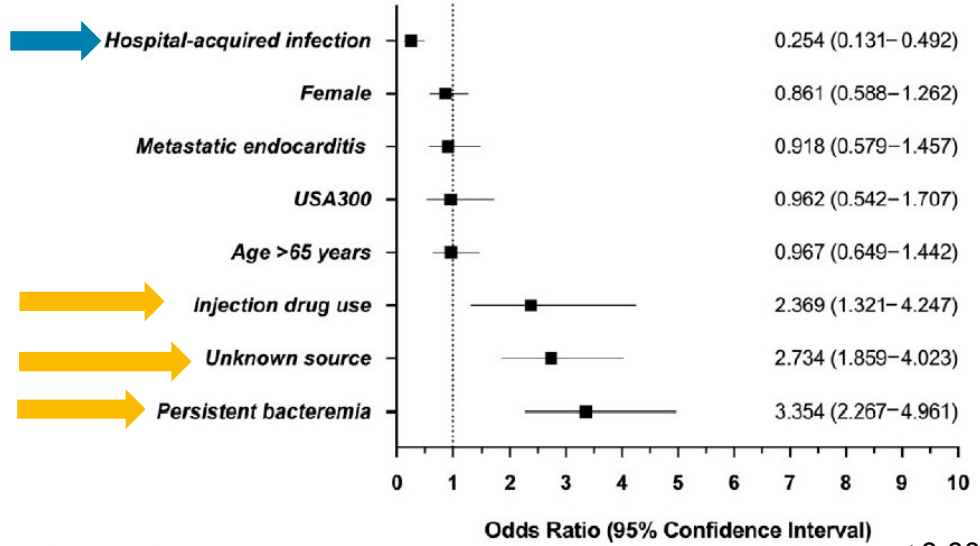 Hospital-acquired infection 0.254 (0.131–0.492)
Female 0.861 (0.588–1.262)
Metastatic endocarditis 0.918 (0.579–1.457)
USA300 0.962 (0.542–1.707)
Age >65 years 0.967 (0.649–1.442)
Injection drug use 2.369 (1.321–4.247)
Unknown source 2.734 (1.859–4.023)
Persistent bacteremia 3.354 (2.267–4.961)
0 1 2 3 4 5 6 7 8 9 10
Odds Ratio (95% Confidence Interval)